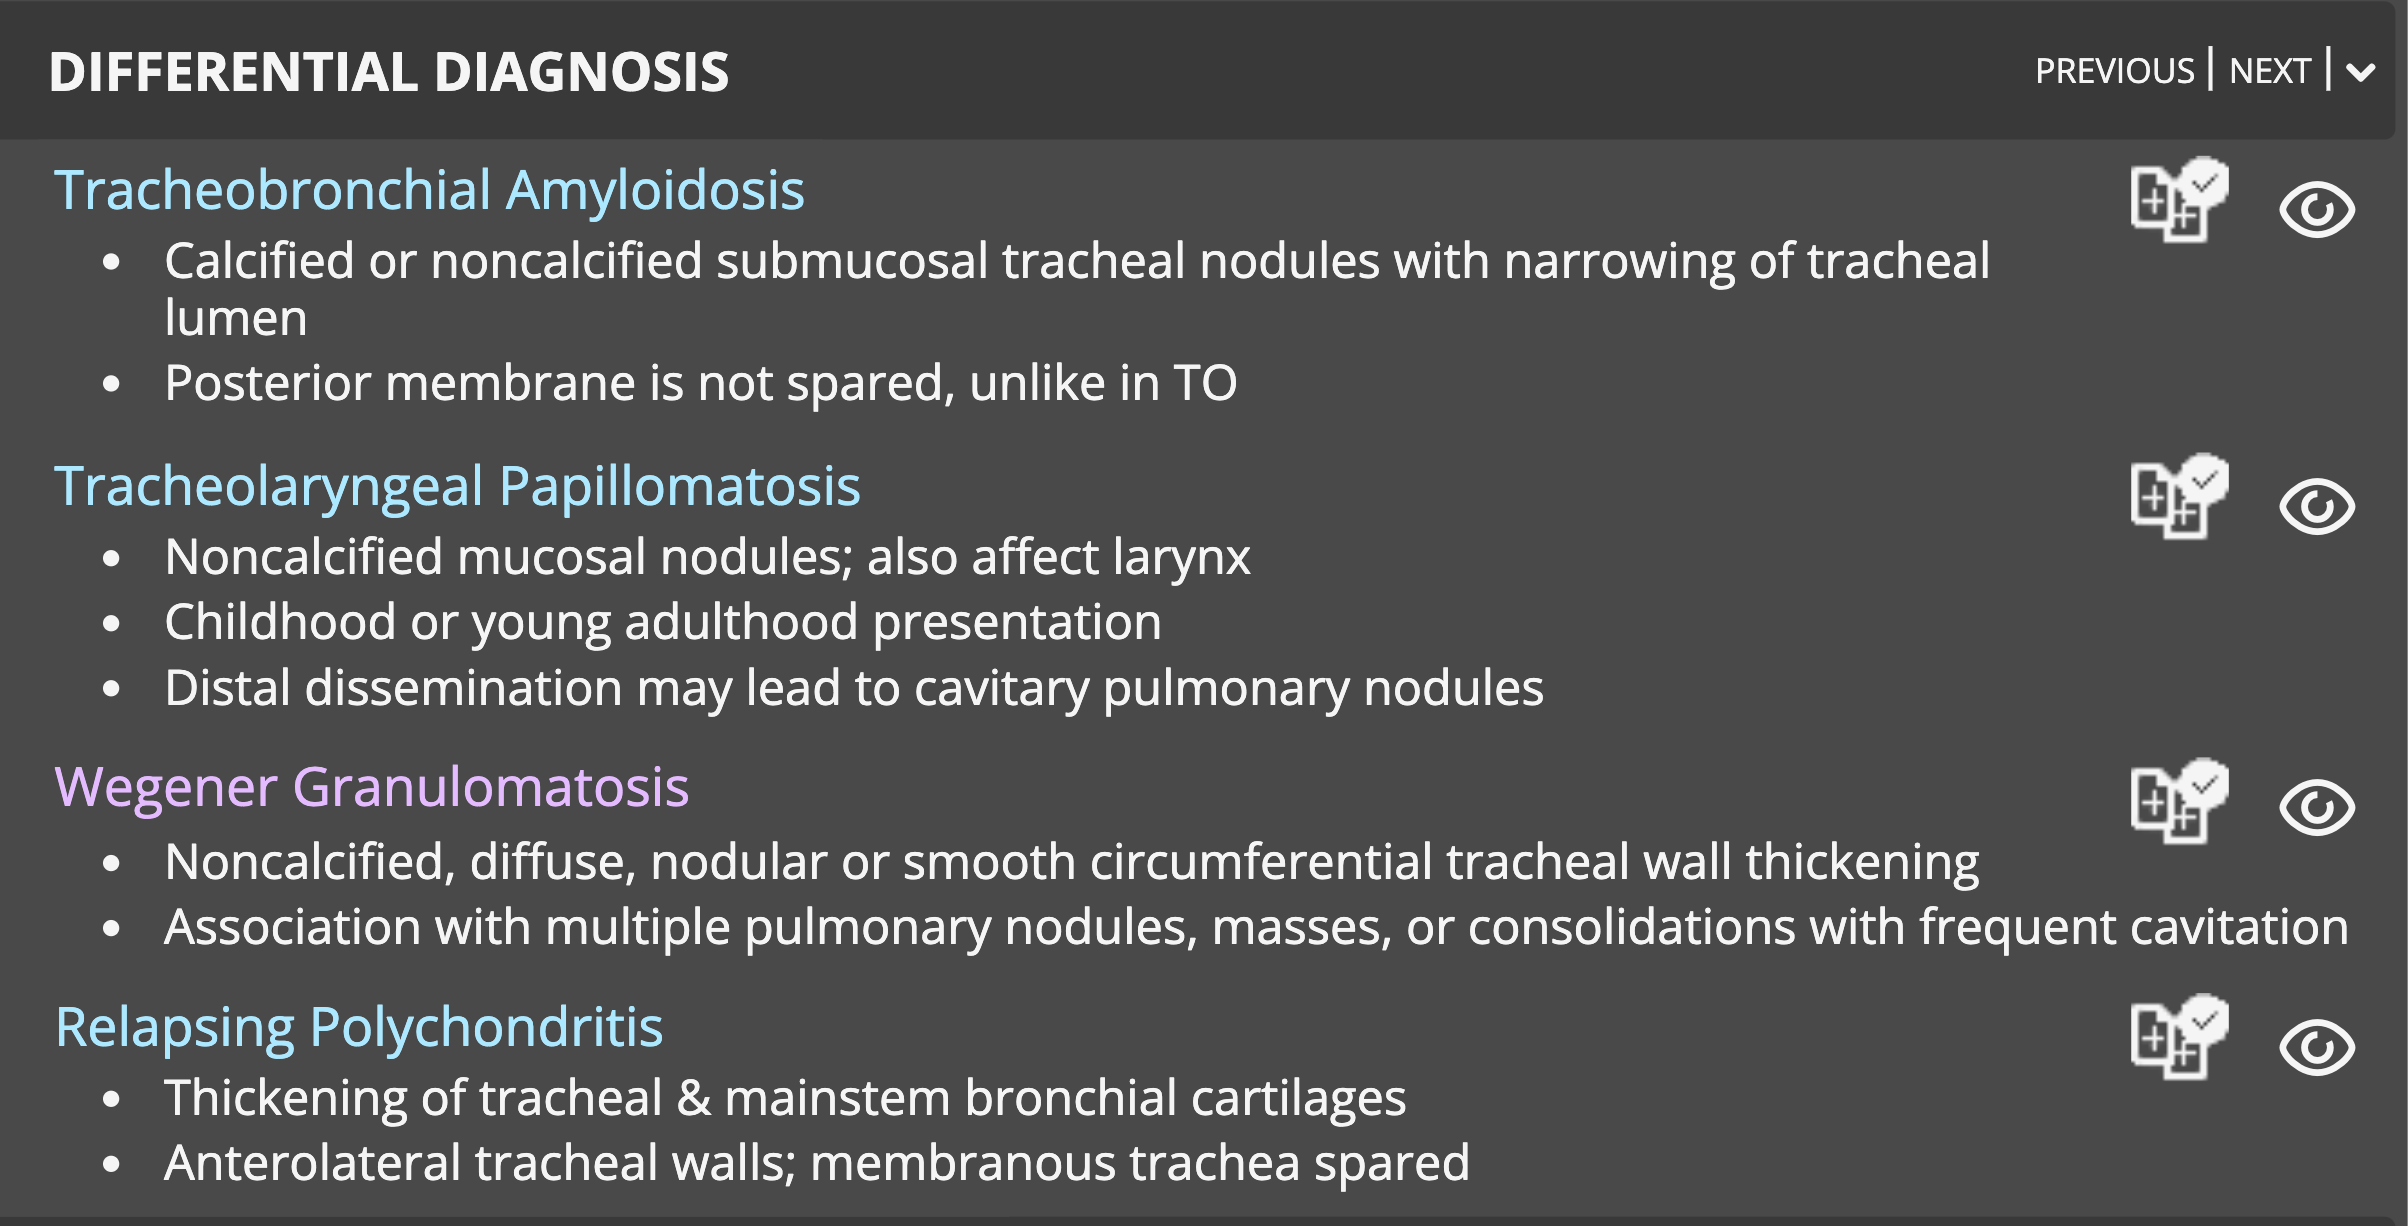 DIFFERENTIAL DIAGNOSIS
PREVIOUS | NEXT |
Tracheobronchial Amyloidosis
• Calcified or noncalcified submucosal tracheal nodules with narrowing of tracheal
lumen
• Posterior membrane is not spared, unlike in TO
Tracheolaryngeal Papillomatosis
• Noncalcified mucosal nodules; also affect larynx
• Childhood or young adulthood presentation
• Distal dissemination may lead to cavitary pulmonary nodules
Wegener Granulomatosis
• Noncalcified, diffuse, nodular or smooth circumferential tracheal wall thickening
• Association with multiple pulmonary nodules, masses, or consolidations with frequent cavitation
Relapsing Polychondritis
• Thickening of tracheal & mainstem bronchial cartilages
• Anterolateral tracheal walls; membranous trachea spared